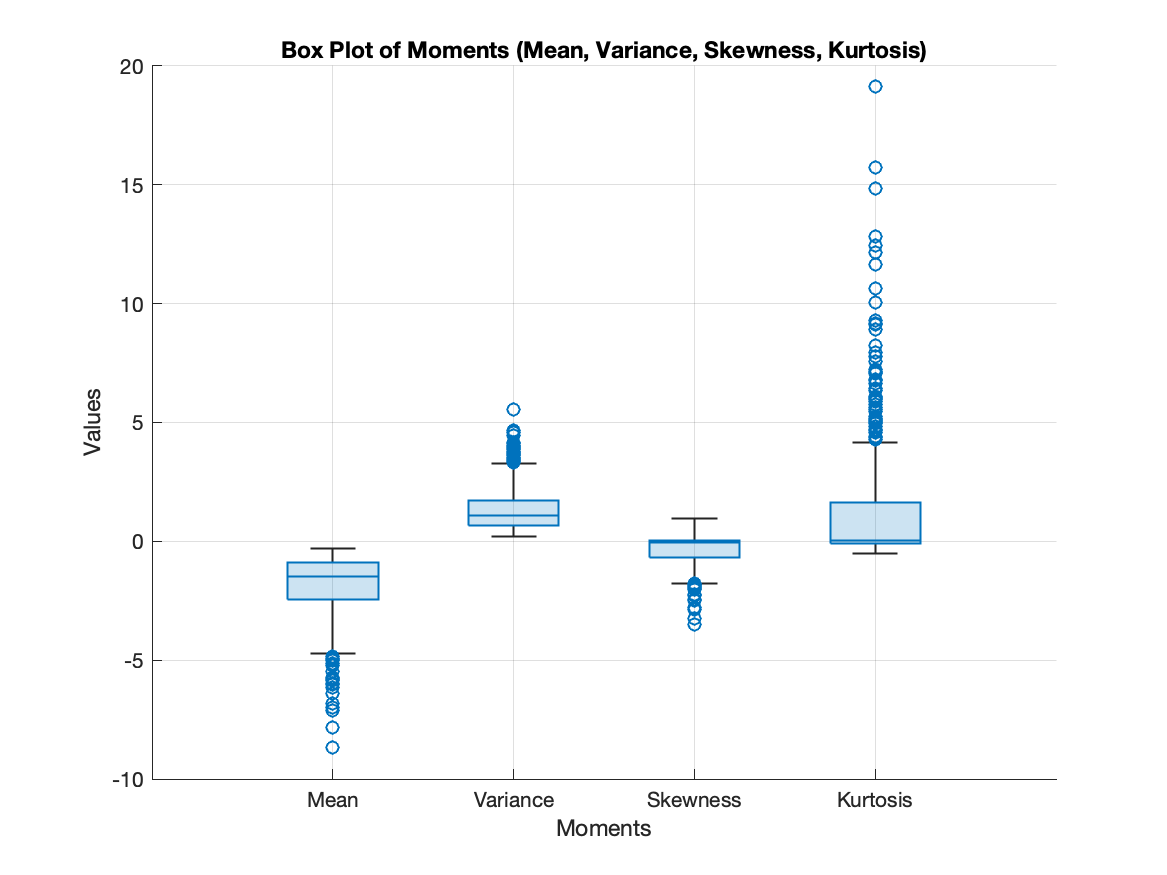 Box Plot of Moments (Mean, Variance, Skewness, Kurtosis)
20
15
10
5
0
-5
-10
Values
Mean Variance Skewness Kurtosis
Moments